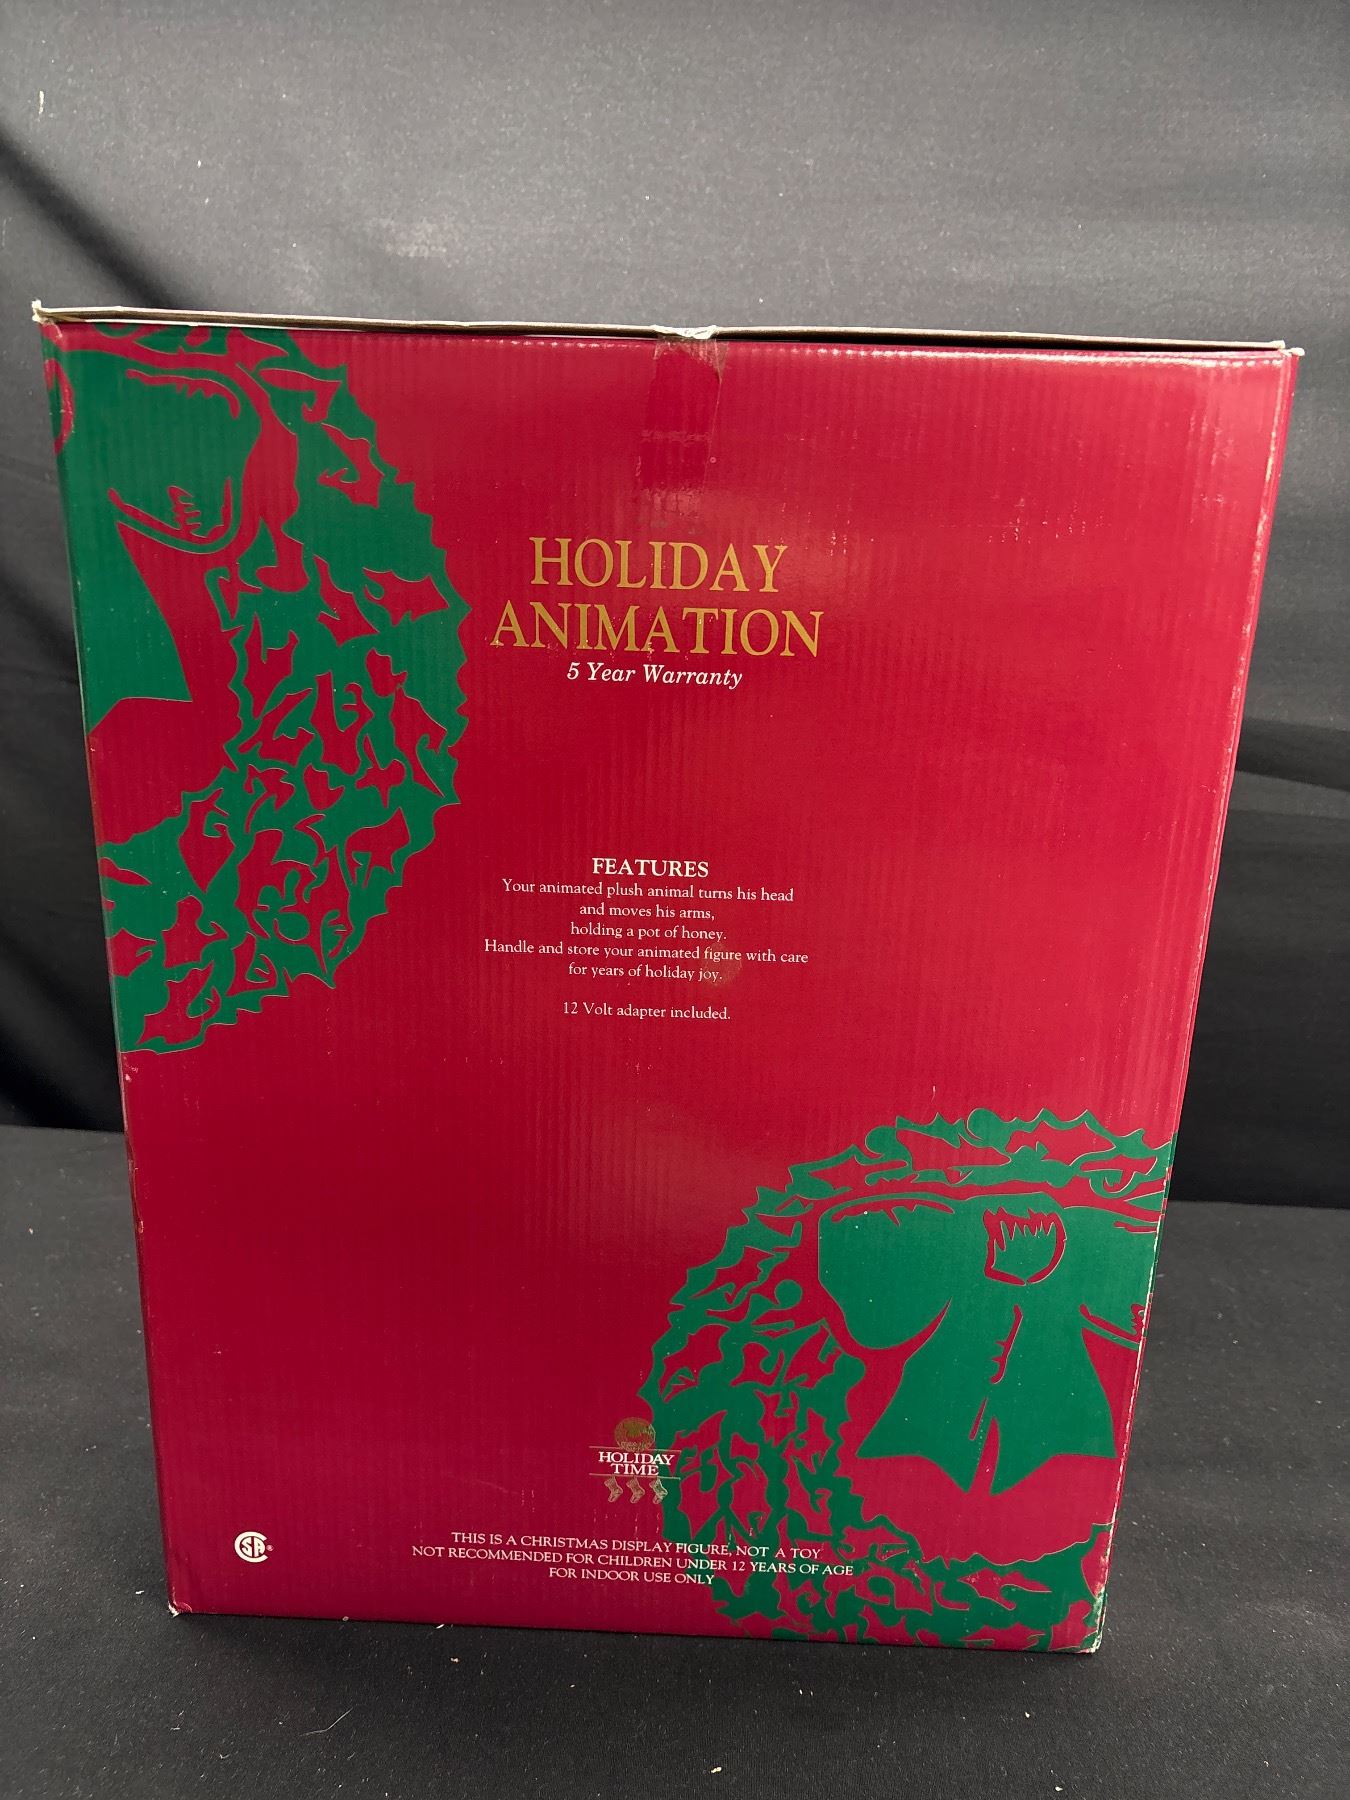 HOLIDAY
ANIMATION
5 Year Warranty
FEATURES
Your animated plush animal turns his head
and moves his arms,
holding a pot of honey.
Handle and store your animated figure with care
for years of holiday joy.
12 Volt adapter included.
HOLIDAY
TIME
SA®
THIS IS A CHRISTMAS DISPLAY FIGURE, NOT A TOY
NOT RECOMMENDED FOR CHILDREN UNDER 12 YEARS OF AGE
FOR INDOOR USE ONLY